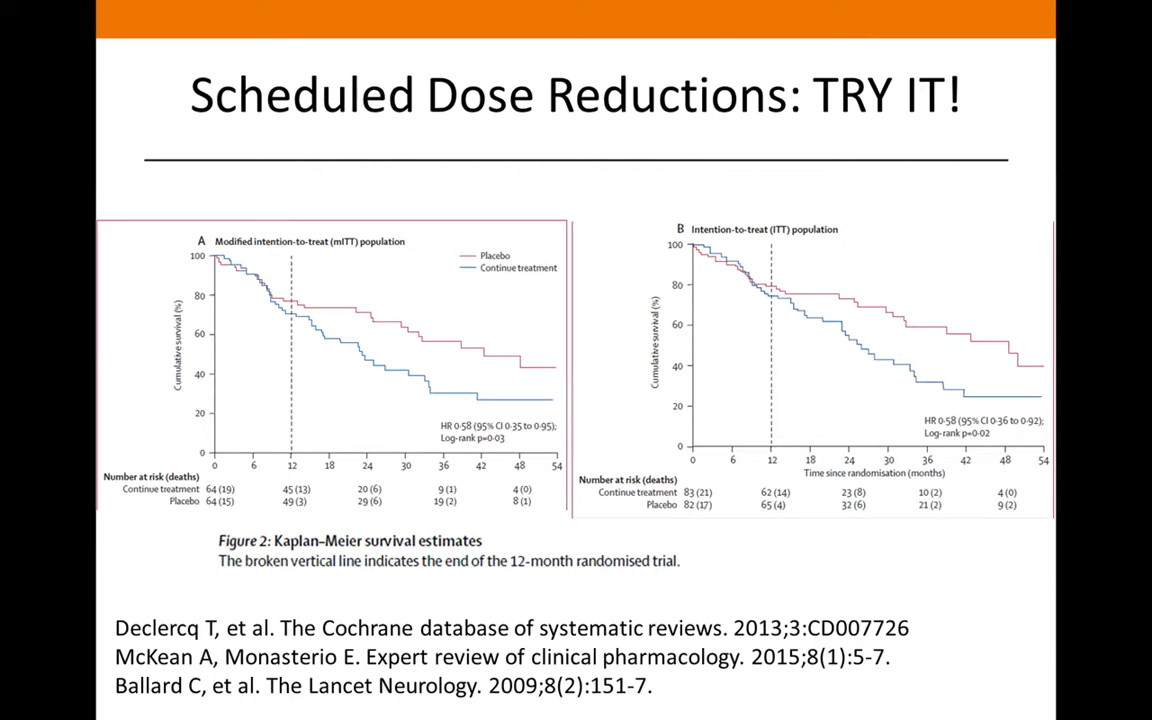 Scheduled Dose Reductions: TRY IT!
A Modified intention-to-treat (mITT) population
Placebo
Continue treatment
Cumulative survival (%)
100
80
60
40
20
0
HR 0·58 (95% CI 0·35 to 0·95);
Log-rank p=0·03
0 6 12 18 24 30 36 42 48 54
Number at risk (deaths)
Continue treatment 64 (19) 45 (13) 20 (6) 9 (1) 4 (0)
Placebo 64 (15) 49 (3) 29 (6) 19 (2) 8 (1)
B Intention-to-treat (ITT) population
Cumulative survival (%)
100
80
60
40
20
0
HR 0·58 (95% CI 0·36 to 0·92);
Log-rank p=0·02
0 6 12 18 24 30 36 42 48 54
Time since randomisation (months)
Number at risk (deaths)
Continue treatment 83 (21) 62 (14) 23 (8) 10 (2) 4 (0)
Placebo 82 (17) 65 (4) 32 (6) 21 (2) 9 (2)
Figure 2: Kaplan–Meier survival estimates
The broken vertical line indicates the end of the 12-month randomised trial.
Declercq T, et al. The Cochrane database of systematic reviews. 2013;3:CD007726
McKean A, Monasterio E. Expert review of clinical pharmacology. 2015;8(1):5-7.
Ballard C, et al. The Lancet Neurology. 2009;8(2):151-7.